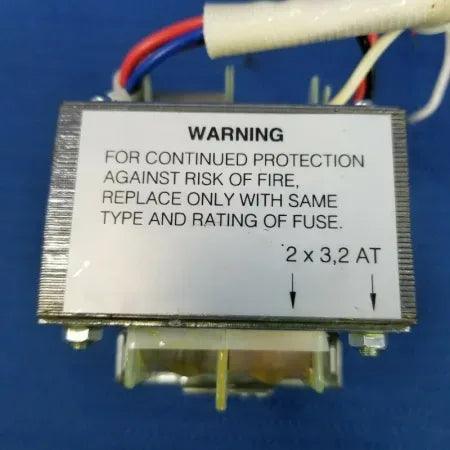 WARNING
FOR CONTINUED PROTECTION
AGAINST RISK OF FIRE,
REPLACE ONLY WITH SAME
TYPE AND RATING OF FUSE.
2 x 3,2 AT